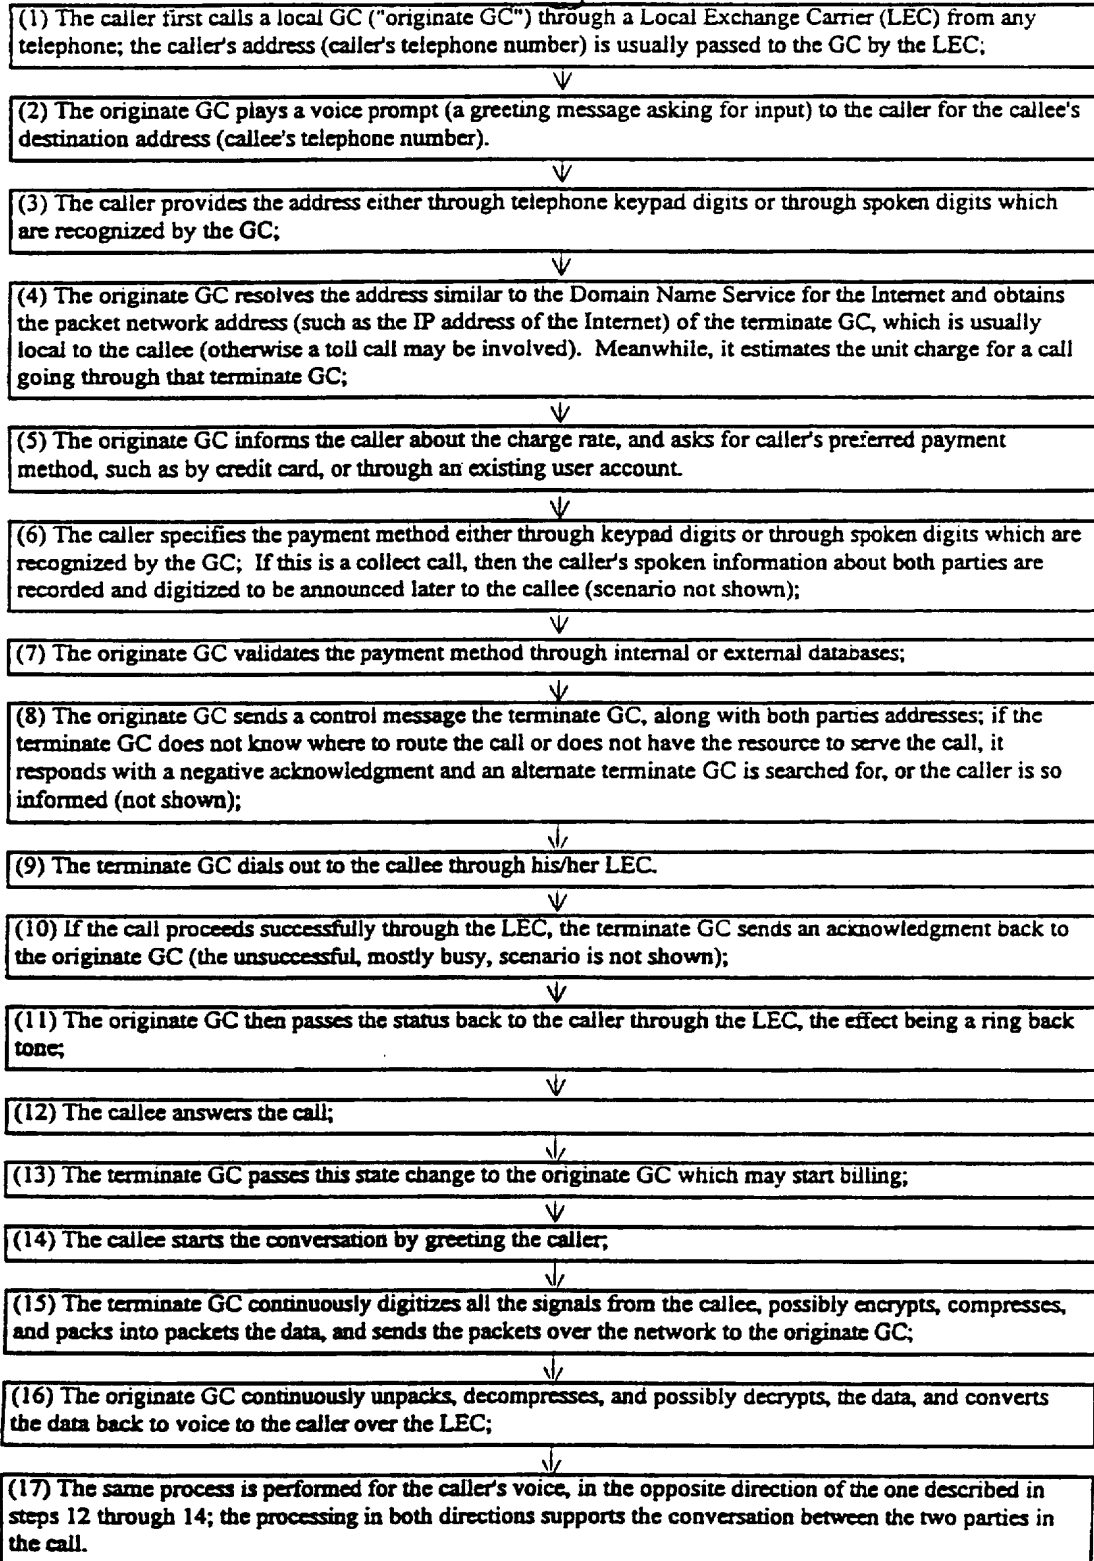 (1) The caller first calls a local GC ("originate GC") through a Local Exchange Carrier (LEC) from any
telephone; the caller's address (caller's telephone number) is usually passed to the GC by the LEC;
(2) The originate GC plays a voice prompt (a greeting message asking for input) to the caller for the callee's
destination address (callee's telephone number).
(3) The caller provides the address either through telephone keypad digits or through spoken digits which
are recognized by the GC;
(4) The originate GC resolves the address similar to the Domain Name Service for the Internet and obtains
the packet network address (such as the IP address of the Internet) of the terminate GC, which is usually
local to the callee (otherwise a toll call may be involved). Meanwhile, it estimates the unit charge for a call
going through that terminate GC;
(5) The originate GC informs the caller about the charge rate, and asks for caller's preferred payment
method, such as by credit card, or through an existing user account.
(6) The caller specifies the payment method either through keypad digits or through spoken digits which are
recognized by the GC; If this is a collect call, then the caller's spoken information about both parties are
recorded and digitized to be announced later to the callee (scenario not shown);
(7) The originate GC validates the payment method through internal or external databases;
(8) The originate GC sends a control message the terminate GC, along with both parties addresses; if the
terminate GC does not know where to route the call or does not have the resource to serve the call, it
responds with a negative acknowledgment and an alternate terminate GC is searched for, or the caller is so
informed (not shown);
(9) The terminate GC dials out to the callee through his/her LEC.
(10) If the call proceeds successfully through the LEC, the terminate GC sends an acknowledgment back to
the originate GC (the unsuccessful, mostly busy, scenario is not shown);
(11) The originate GC then passes the status back to the caller through the LEC, the effect being a ring back
tone;
(12) The callee answers the call;
(13) The terminate GC passes this state change to the originate GC which may start billing;
(14) The callee starts the conversation by greeting the caller;
(15) The terminate GC continuously digitizes all the signals from the callee, possibly encrypts, compresses,
and packs into packets the data, and sends the packets over the network to the originate GC;
(16) The originate GC continuously unpacks, decompresses, and possibly decrypts, the data, and converts
the data back to voice to the caller over the LEC;
(17) The same process is performed for the caller's voice, in the opposite direction of the one described in
steps 12 through 14; the processing in both directions supports the conversation between the two parties in
the call.